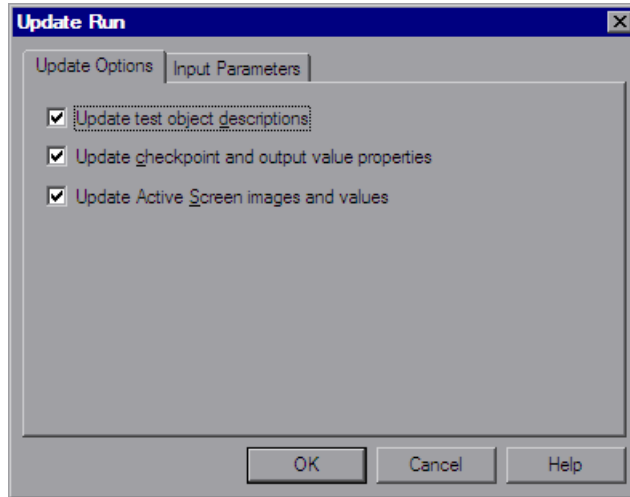 Update Run
Update Options Input Parameters
Update test object descriptions
Update checkpoint and output value properties
Update Active Screen images and values
OK Cancel Help